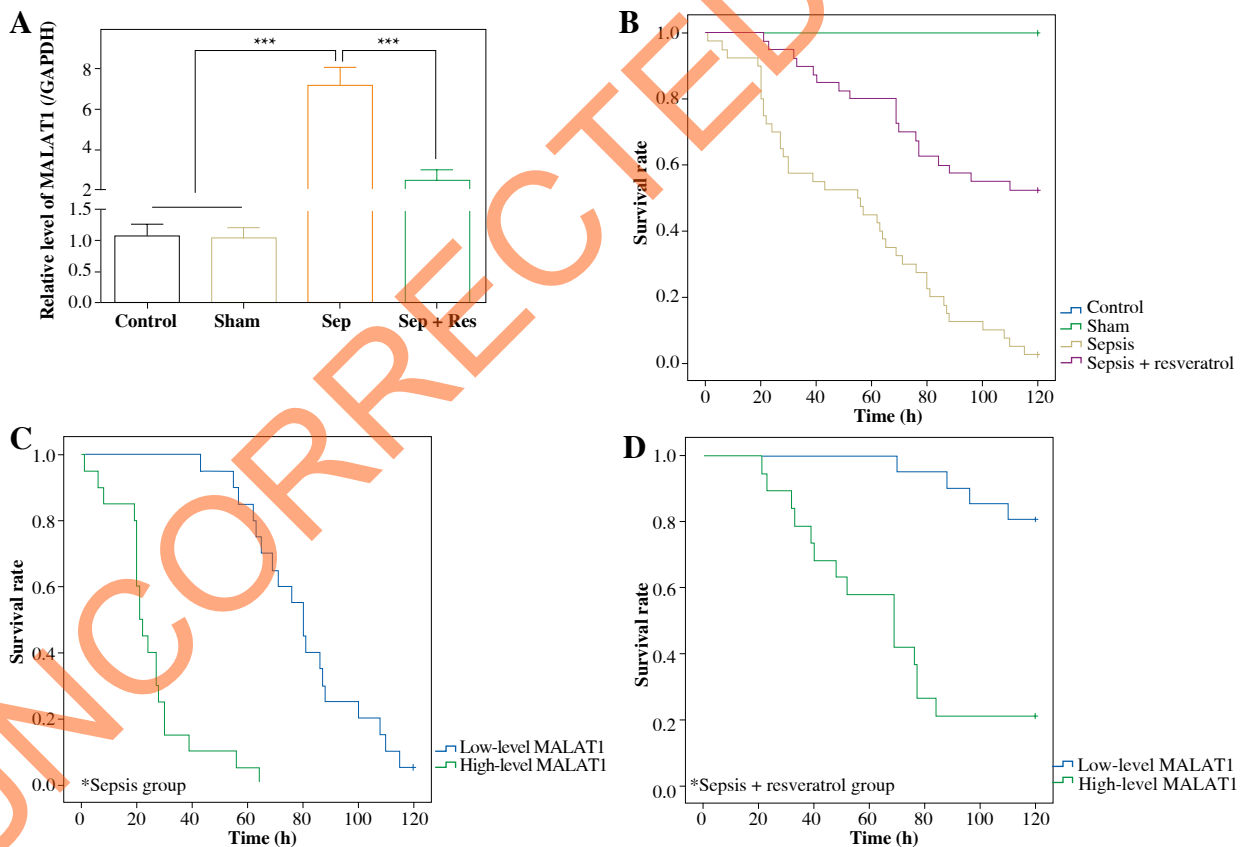 A
Relative level of MALAT1 (/GAPDH)
8
6
4
2
1.5
1.0
0.5
0.0
***
***
Control
Sham
Sep
Sep + Res
B
Survival rate
1.0
0.8
0.6
0.4
0.2
0.0
0
20
40
60
80
100
120
Time (h)
Control
Sham
Sepsis
Sepsis + resveratrol
C
Survival rate
1.0
0.8
0.6
0.4
0.2
0.0
*Sepsis group
0
20
40
60
80
100
120
Time (h)
Low-level MALAT1
High-level MALAT1
D
Survival rate
1.0
0.8
0.6
0.4
0.2
0.0
*Sepsis + resveratrol group
0
20
40
60
80
100
120
Time (h)
Low-level MALAT1
High-level MALAT1
UNCORRECTED